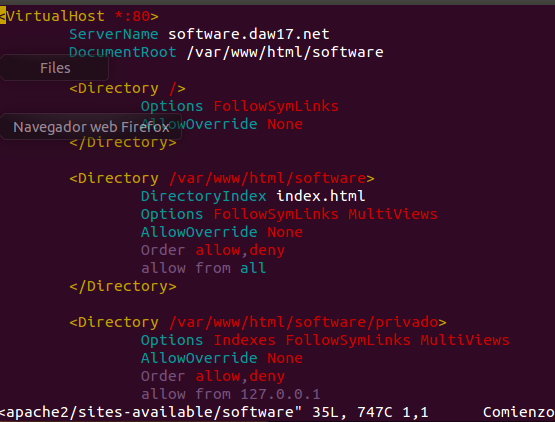 <VirtualHost *:80>
ServerName software.daw17.net
DocumentRoot /var/www/html/software
Files
<Directory />
Options FollowSymLinks
AllowOverride None
Navegador web Firefox
</Directory>
<Directory /var/www/html/software>
DirectoryIndex index.html
Options FollowSymLinks MultiViews
AllowOverride None
Order allow,deny
allow from all
</Directory>
<Directory /var/www/html/software/privado>
Options Indexes FollowSymLinks MultiViews
AllowOverride None
Order allow,deny
allow from 127.0.0.1
<apache2/sites-available/software" 35L, 747C 1,1 Comienzo